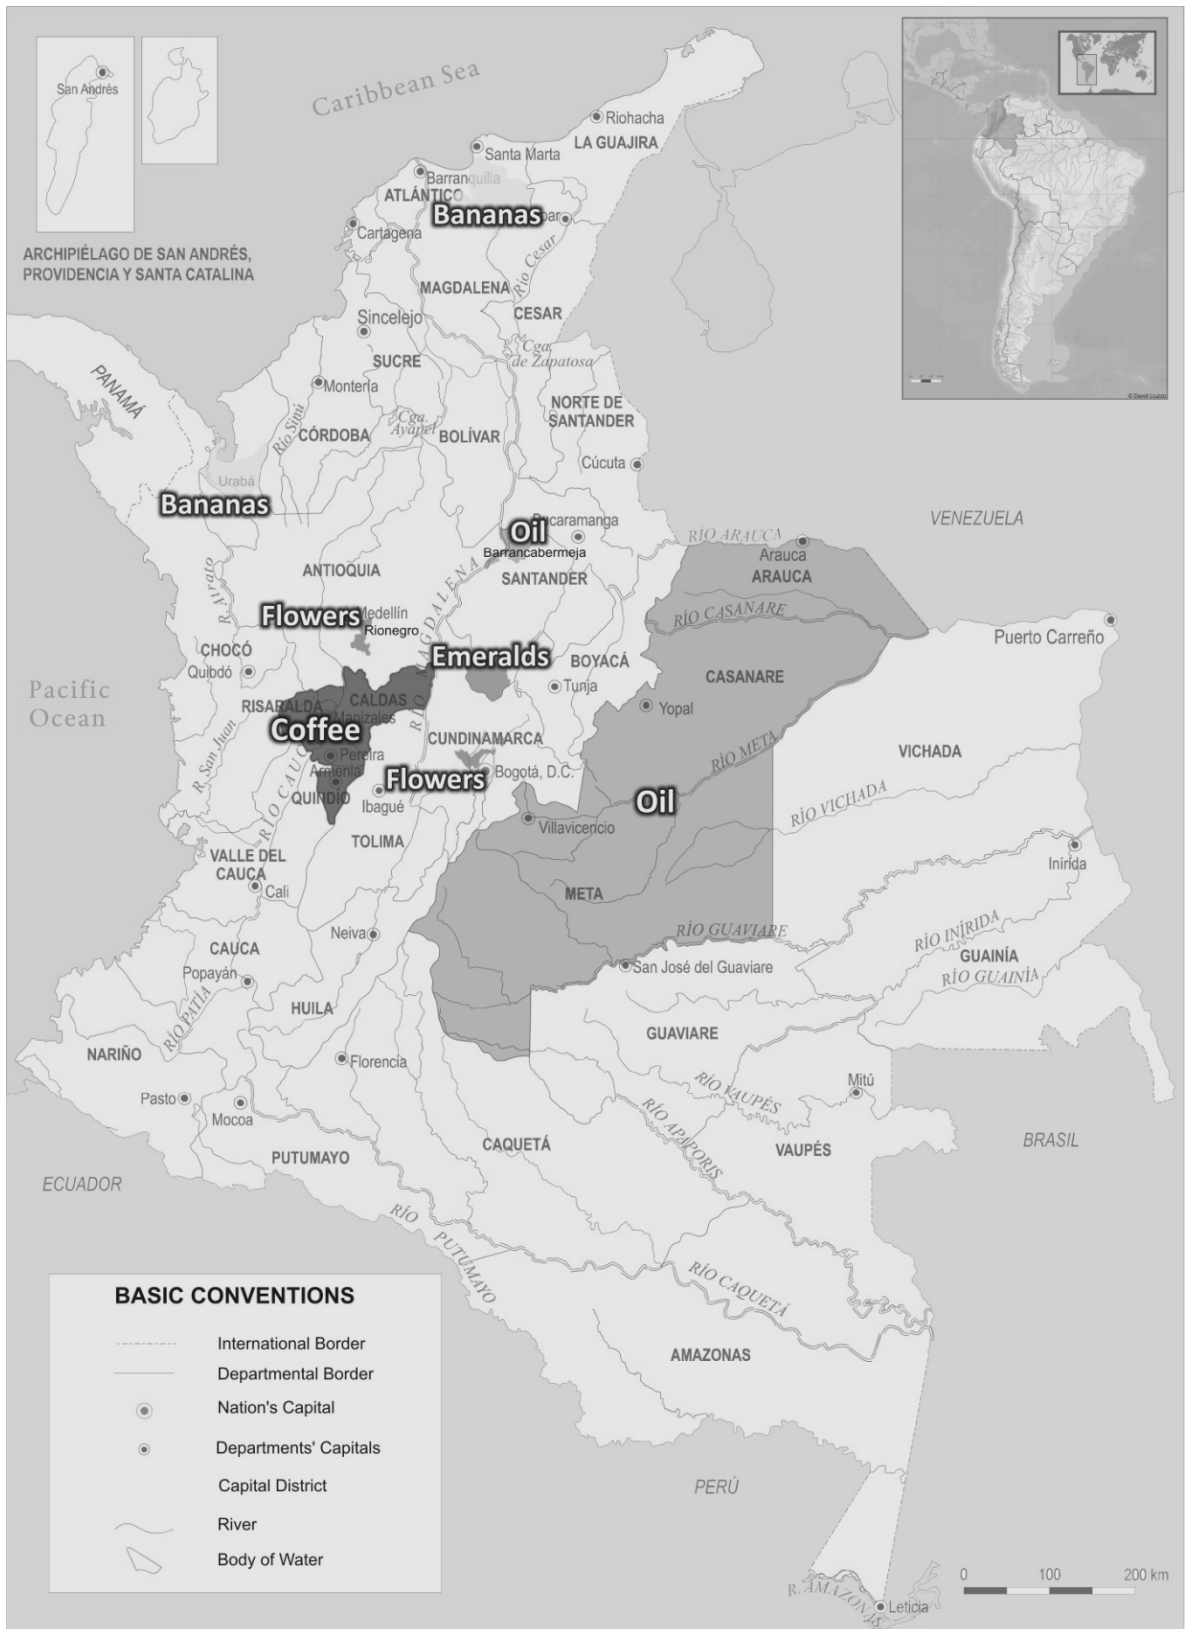 San Andrés
ARCHIPIÉLAGO DE SAN ANDRÉS,
PROVIDENCIA Y SANTA CATALINA
Caribbean Sea
© David Liuzzo
Riohacha
LA GUAJIRA
Santa Marta
Barranquilla
ATLÁNTICO
Bananas
Cartagena
Río Cesar
MAGDALENA
CESAR
Sincelejo
Cga.
de Zapatosa
SUCRE
PANAMÁ
Montería
Río Sinú
CÓRDOBA
Cga.
Ayapel
BOLÍVAR
NORTE DE
SANTANDER
Cúcuta
Urabá
Bananas
VENEZUELA
Oil
Bucaramanga
Barrancabermeja
SANTANDER
RÍO ARAUCA
Arauca
ARAUCA
ANTIOQUIA
R. Atrato
RÍO MAGDALENA
Flowers
Medellín
Rionegro
RÍO CASANARE
Puerto Carreño
CHOCÓ
Quibdó
Emeralds
BOYACÁ
Tunja
CASANARE
Yopal
Pacific
Ocean
RISARALDA
CALDAS
Manizales
Coffee
Pereira
Armenia
QUINDÍO
R. San Juan
RÍO CAUCA
CUNDINAMARCA
Flowers
Bogotá, D.C.
Ibagué
RÍO META
VICHADA
Oil
RÍO VICHADA
Villavicencio
TOLIMA
VALLE DEL
CAUCA
Cali
Inírida
META
Neiva
RÍO GUAVIARE
CAUCA
San José del Guaviare
RÍO INÍRIDA
GUAINÍA
RÍO GUAINÍA
Popayán
HUILA
RÍO PATÍA
GUAVIARE
NARIÑO
Florencia
Pasto
Mocoa
RÍO VAUPÉS
Mitú
RÍO APAPORIS
CAQUETÁ
VAUPÉS
BRASIL
PUTUMAYO
ECUADOR
RÍO PUTUMAYO
RÍO CAQUETÁ
AMAZONAS
BASIC CONVENTIONS
International Border
Departmental Border
Nation's Capital
Departments' Capitals
Capital District
River
Body of Water
PERÚ
0 100 200 km
R. AMAZONAS
Leticia